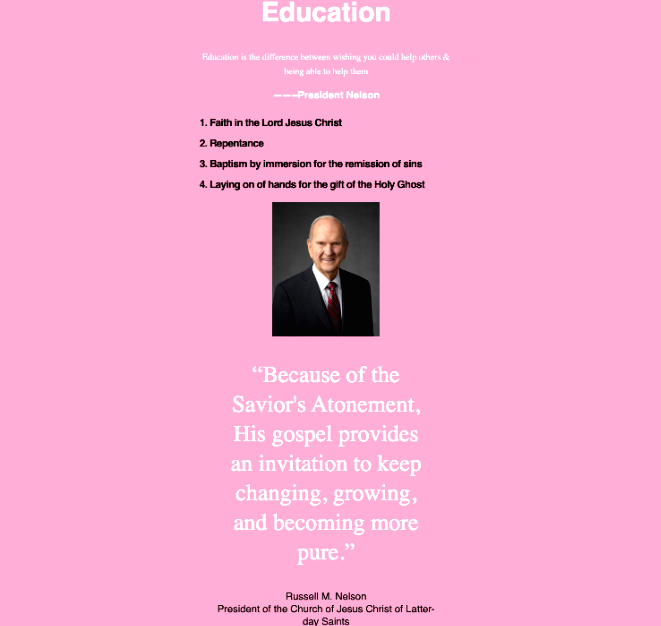 Education
Education is the difference between wishing you could help others &
being able to help them
~~~President Nelson
1. Faith in the Lord Jesus Christ
2. Repentance
3. Baptism by immersion for the remission of sins
4. Laying on of hands for the gift of the Holy Ghost
“Because of the
Savior's Atonement,
His gospel provides
an invitation to keep
changing, growing,
and becoming more
pure.”
Russell M. Nelson
President of the Church of Jesus Christ of Latter-
day Saints